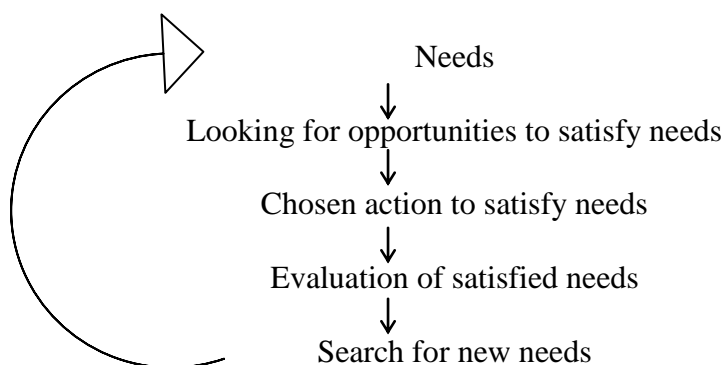 Needs
Looking for opportunities to satisfy needs
Chosen action to satisfy needs
Evaluation of satisfied needs
Search for new needs